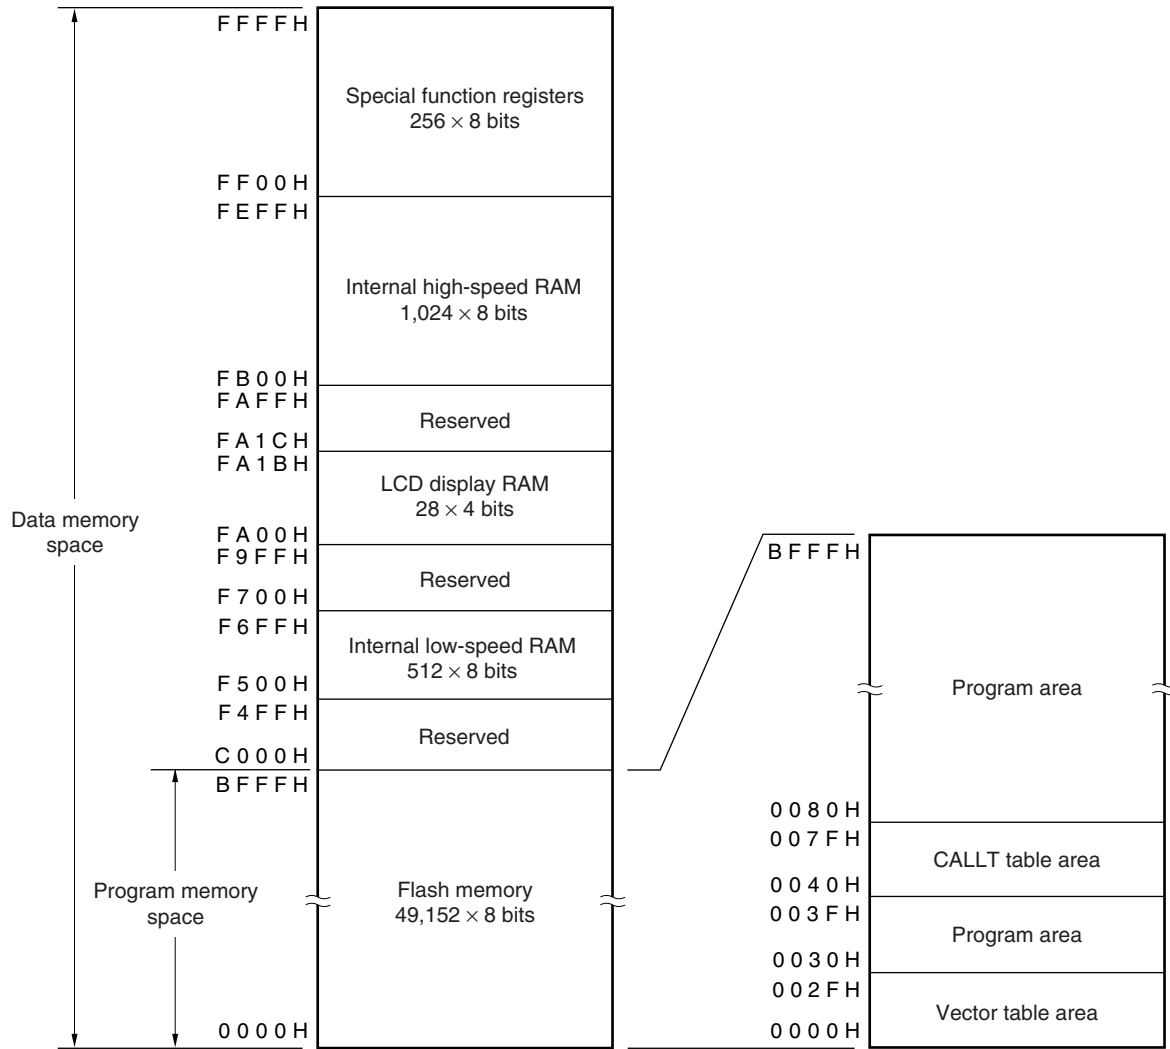 FFFFH
Special function registers
256 × 8 bits
FF00H
FEFFH
Internal high-speed RAM
1,024 × 8 bits
FB00H
FAFFH
Reserved
FA1CH
FA1BH
LCD display RAM
28 × 4 bits
FA00H
F9FFH
Reserved
F700H
F6FFH
Internal low-speed RAM
512 × 8 bits
F500H
F4FFH
Reserved
C000H
BFFFH
Flash memory
49,152 × 8 bits
0000H
Data memory
space
Program memory
space
BFFFH
Program area
0080H
007FH
CALLT table area
0040H
003FH
Program area
0030H
002FH
Vector table area
0000H